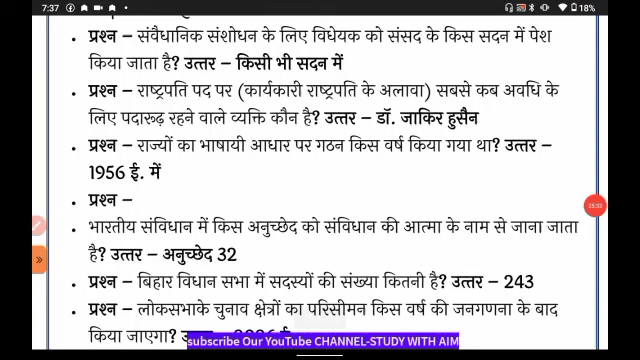 7:37
18%
• प्रश्न – संवैधानिक संशोधन के लिए विधेयक को संसद के किस सदन में पेश
किया जाता है? उत्तर – किसी भी सदन में
• प्रश्न – राष्ट्रपति पद पर (कार्यकारी राष्ट्रपति के अलावा) सबसे कब अवधि के
लिए पदारूढ़ रहने वाले व्यक्ति कौन है? उत्तर – डॉ. जाकिर हुसैन
• प्रश्न – राज्यों का भाषायी आधार पर गठन किस वर्ष किया गया था? उत्तर –
1956 ई. में
• प्रश्न –
• भारतीय संविधान में किस अनुच्छेद को संविधान की आत्मा के नाम से जाना जाता
है? उत्तर – अनुच्छेद 32
• प्रश्न – बिहार विधान सभा में सदस्यों की संख्या कितनी है? उत्तर – 243
• प्रश्न – लोकसभाके चुनाव क्षेत्रों का परिसीमन किस वर्ष की जनगणना के बाद
किया जाएगा?
subscribe Our YouTube CHANNEL-STUDY WITH AIM